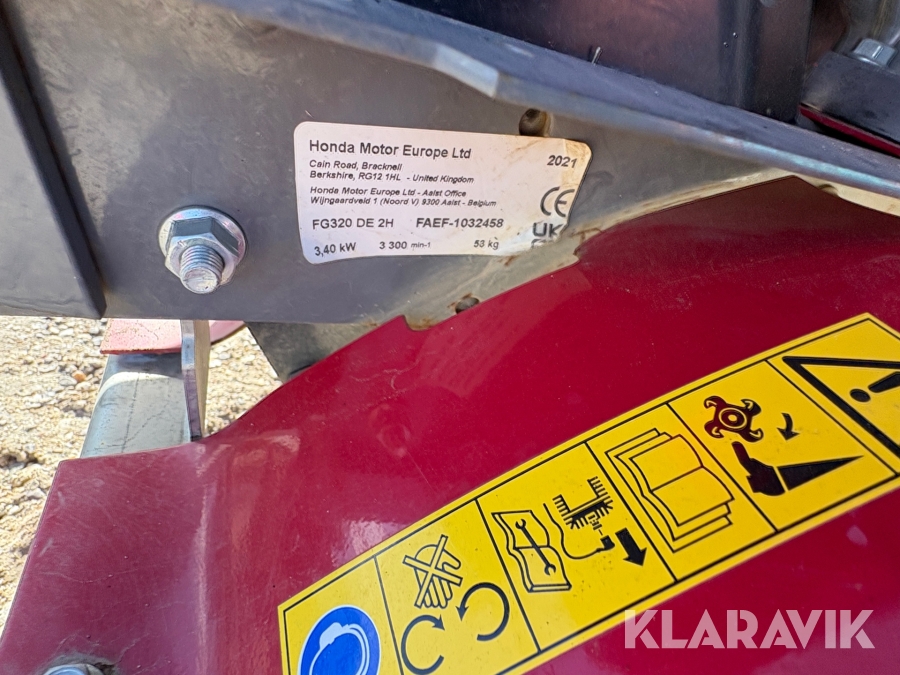 Honda Motor Europe Ltd 2021
Cain Road, Bracknell
Berkshire, RG12 1HL - United Kingdom
Honda Motor Europe Ltd - Aalst Office
Wijngaardveld 1 (Noord V) 9300 Aalst - Belgium
CE
FG320 DE 2H FAEF-1032458
UK
3,40 kW 3 300 min-1 53 kg
KLARAVIK